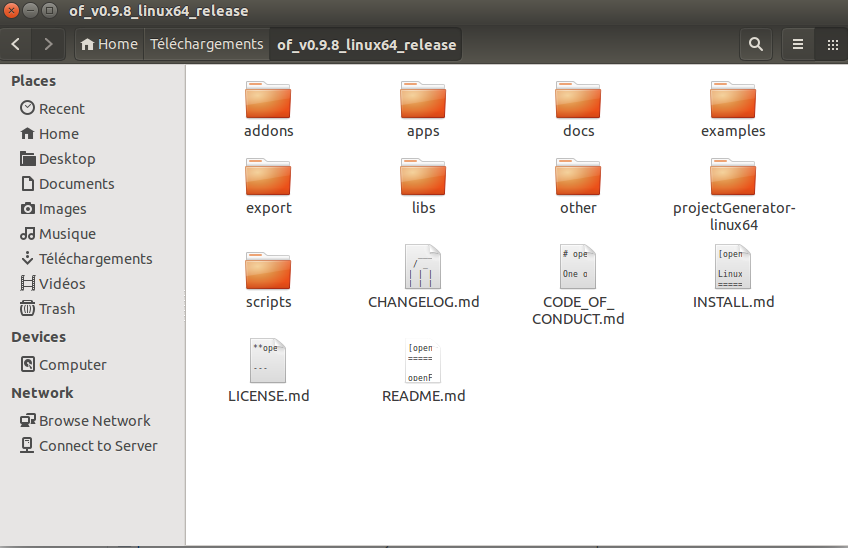 of_v0.9.8_linux64_release
Home
Téléchargements
of_v0.9.8_linux64_release
Places
Recent
Home
Desktop
Documents
Images
Musique
Téléchargements
Vidéos
Trash
Devices
Computer
Network
Browse Network
Connect to Server
addons
apps
docs
examples
export
libs
other
projectGenerator-
linux64
scripts
CHANGELOG.md
# ope
One o
CODE_OF_
CONDUCT.md
[open
Linux
=====
INSTALL.md
**ope
---
LICENSE.md
[open
=====
openF
README.md